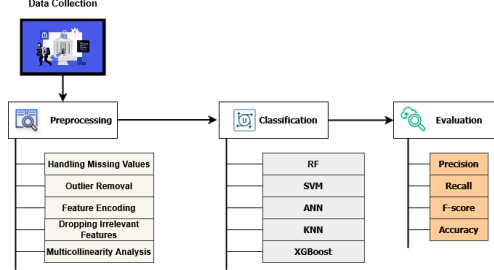 Data Collection
Preprocessing
Classification
Evaluation
Handling Missing Values
Outlier Removal
Feature Encoding
Dropping Irrelevant
Features
Multicollinearity Analysis
RF
SVM
ANN
KNN
XGBoost
Precision
Recall
F-score
Accuracy